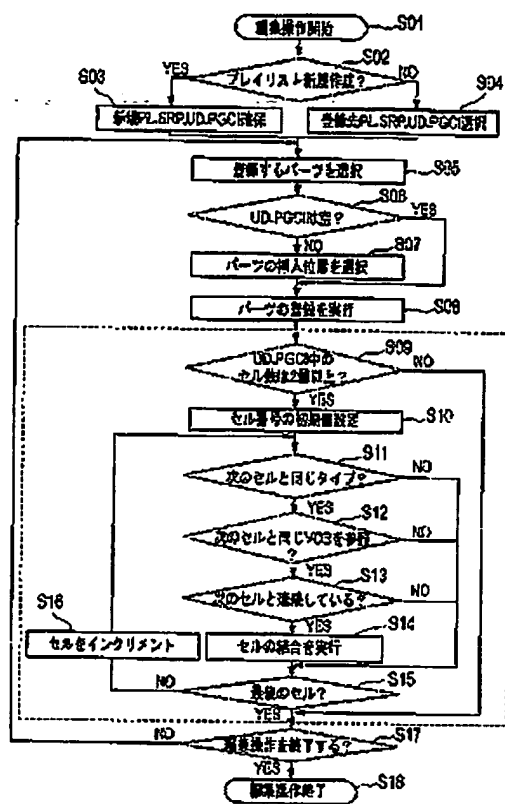 編集操作開始 S01
プレイリスト新規作成? S02
YES NO
S03 新規PL_SRP,UD_PGCI確保
S04 登録先PL_SRP,UD_PGCI選択
登録するパーツを選択 S05
UD_PGCIは空? S06
YES
NO
パーツの挿入位置を選択 S07
パーツの登録を実行 S08
UD_PGCI中の
セル数は2個以上? S09
NO
YES
セル番号の初期値設定 S10
次のセルと同じタイプ? S11
NO
YES
次のセルと同じVOBを参照
? S12
NO
YES
次のセルと連続している? S13
NO
YES
セルの結合を実行 S14
S16
セルをインクリメント
最後のセル? S15
NO
YES
編集操作を終了する? S17
NO
YES
編集操作終了 S18